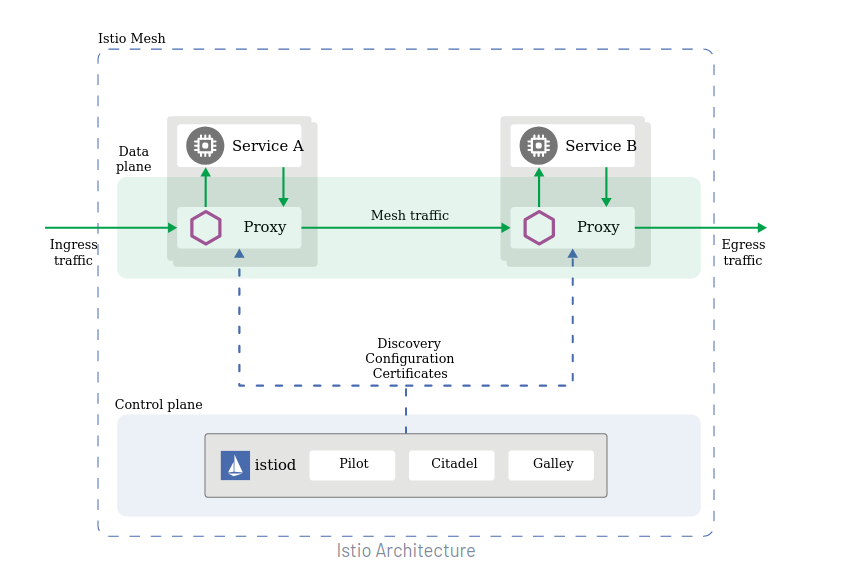 Istio Mesh
Data
plane
Service A
Service B
Proxy
Mesh traffic
Proxy
Ingress
traffic
Egress
traffic
Discovery
Configuration
Certificates
Control plane
istiod
Pilot
Citadel
Galley
Istio Architecture